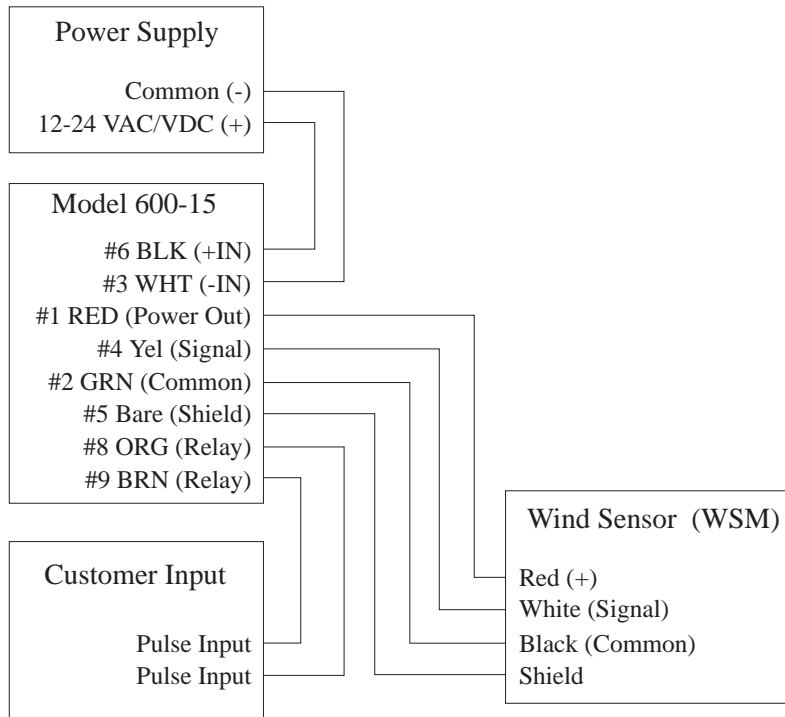 Power Supply
Common (-)
12-24 VAC/VDC (+)
Model 600-15
#6 BLK (+IN)
#3 WHT (-IN)
#1 RED (Power Out)
#4 Yel (Signal)
#2 GRN (Common)
#5 Bare (Shield)
#8 ORG (Relay)
#9 BRN (Relay)
Customer Input
Pulse Input
Pulse Input
Wind Sensor (WSM)
Red (+)
White (Signal)
Black (Common)
Shield